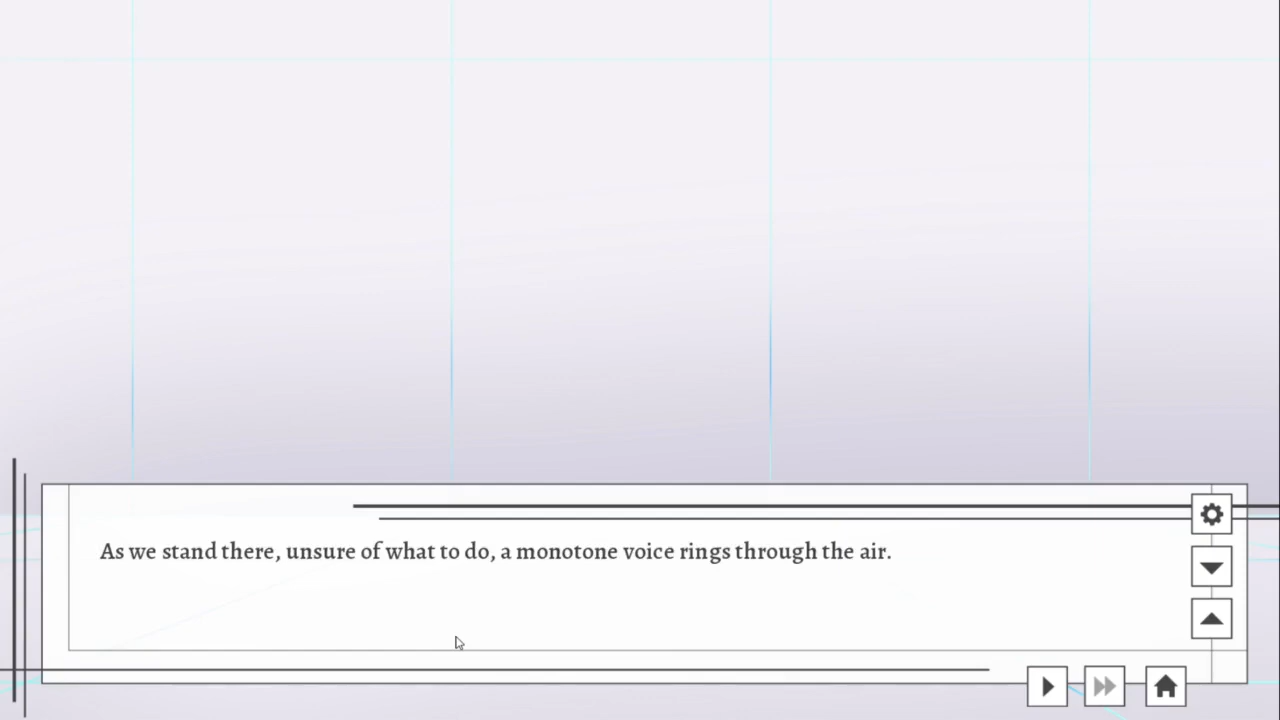 As we stand there, unsure of what to do, a monotone voice rings through the air.